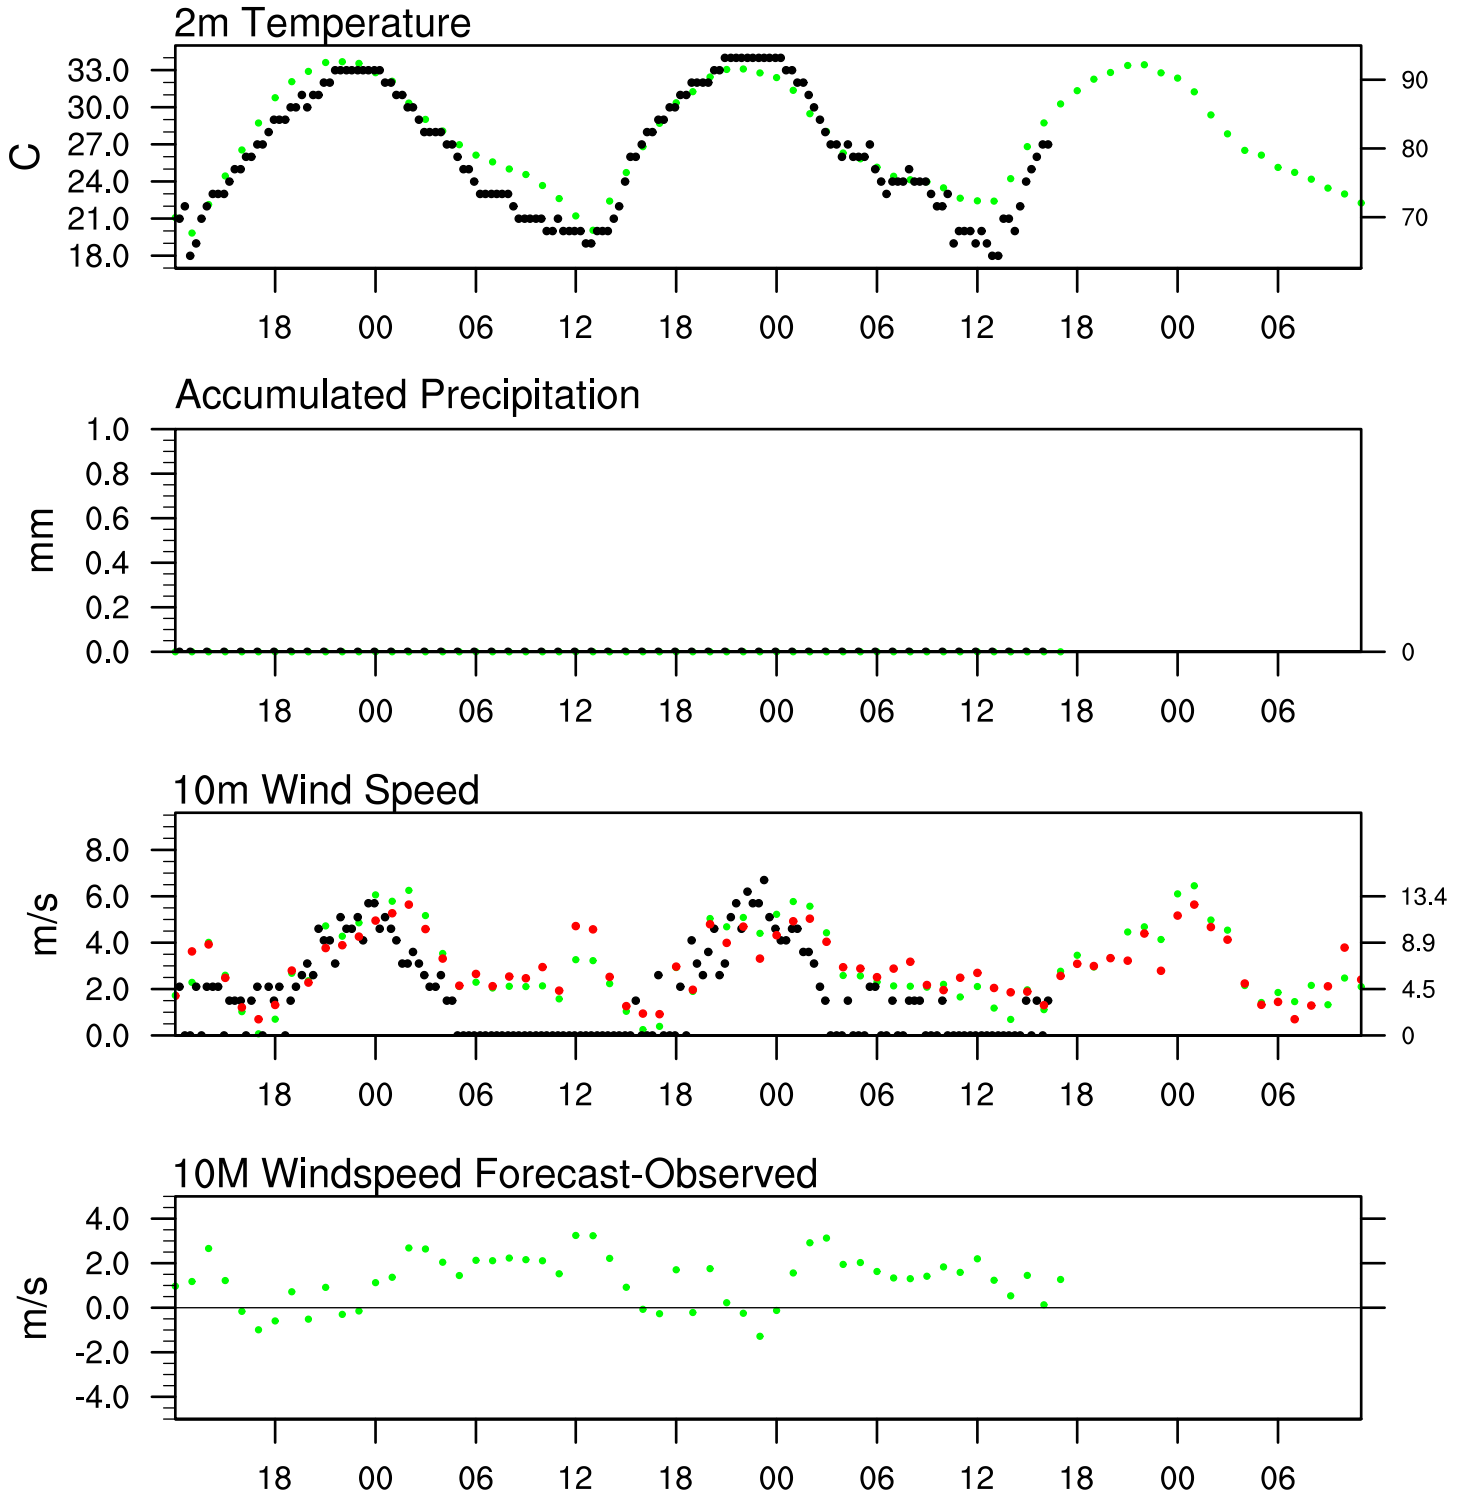 2m Temperature
33.0
30.0
27.0
24.0
21.0
18.0
C
90
80
70
18 00 06 12 18 00 06 12 18 00 06
Accumulated Precipitation
1.0
0.8
0.6
0.4
0.2
0.0
mm
0
18 00 06 12 18 00 06 12 18 00 06
10m Wind Speed
8.0
6.0
4.0
2.0
0.0
m/s
13.4
8.9
4.5
0
18 00 06 12 18 00 06 12 18 00 06
10M Windspeed Forecast-Observed
4.0
2.0
0.0
-2.0
-4.0
m/s
18 00 06 12 18 00 06 12 18 00 06